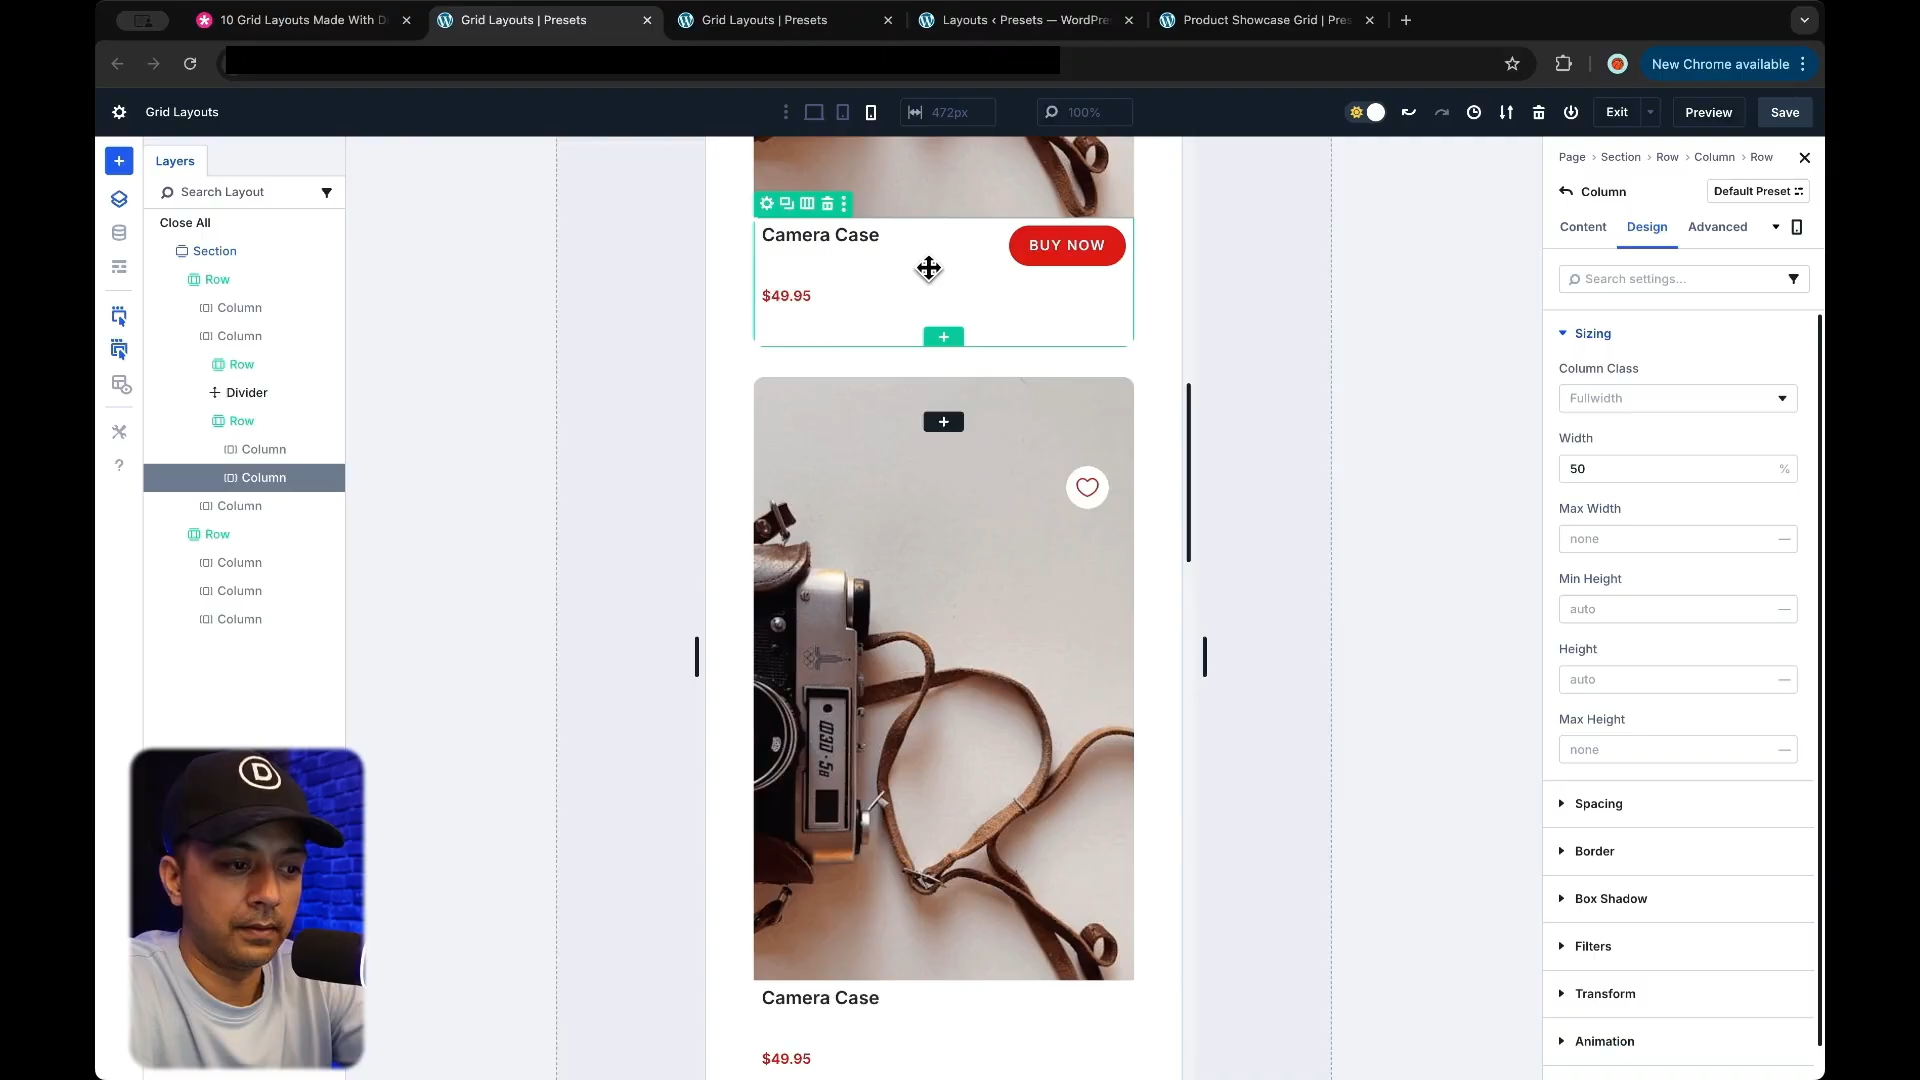 10 Grid Layouts Made With D
Grid Layouts | Presets
Grid Layouts | Presets
Layouts ‹ Presets — WordPre
Product Showcase Grid | Pres
New Chrome available
Grid Layouts
472px
100%
Exit
Preview
Save
Layers
Search Layout
Close All
Section
Row
Column
Column
Row
Divider
Row
Column
Column
Column
Row
Column
Column
Column
?
Camera Case
BUY NOW
$49.95
Camera Case
$49.95
Page › Section › Row › Column › Row
Column
Default Preset
Content
Design
Advanced
Search settings...
Sizing
Column Class
Fullwidth
Width
50 %
Max Width
none
Min Height
auto
Height
auto
Max Height
none
Spacing
Border
Box Shadow
Filters
Transform
Animation
D